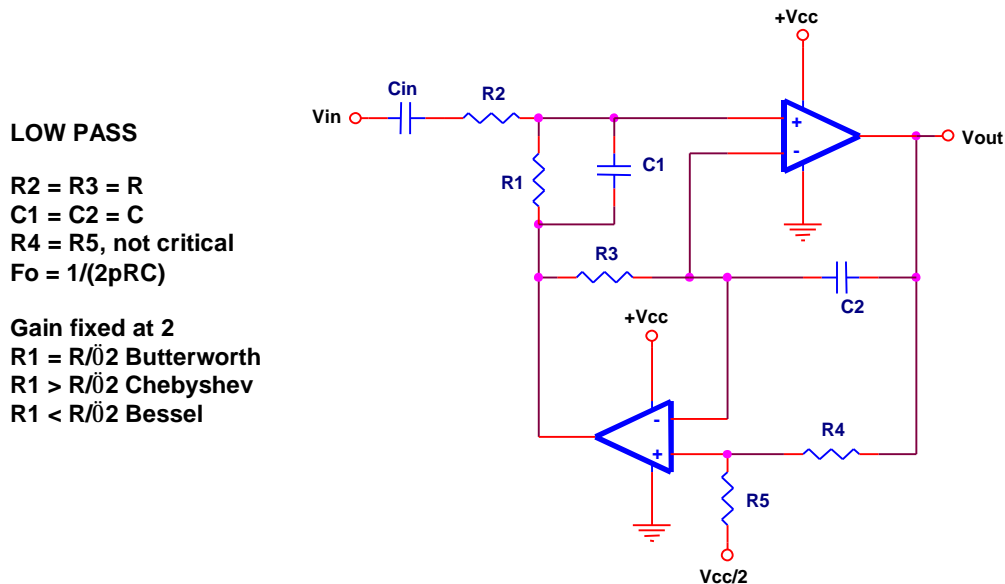 LOW PASS
R2 = R3 = R
C1 = C2 = C
R4 = R5, not critical
Fo = 1/(2pRC)
Gain fixed at 2
R1 = R/Ö2 Butterworth
R1 > R/Ö2 Chebyshev
R1 < R/Ö2 Bessel
+Vcc
Cin
R2
Vin
+
-
Vout
R1
C1
R3
C2
+Vcc
-
+
R4
R5
Vcc/2